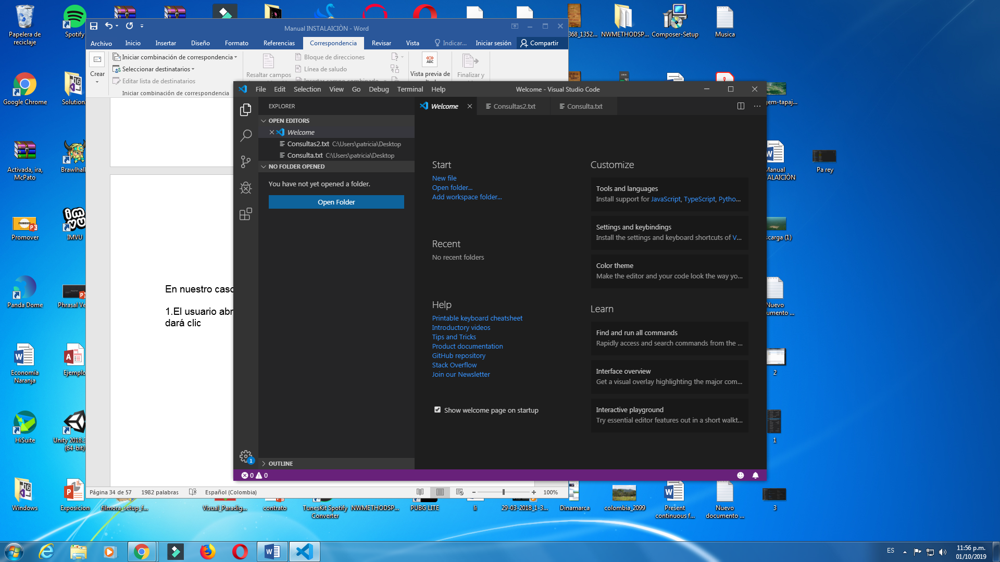 Papelera de
reciclaje
Spotify
368_1352...
NWMETHODSP...
Composer-Setup
Musica
Manual INSTALAICIÒN - Word
Archivo
Inicio
Insertar
Diseño
Formato
Referencias
Correspondencia
Revisar
Vista
Indicar...
Iniciar sesión
Compartir
Crear
Iniciar combinación de correspondencia
Seleccionar destinatarios
Editar lista de destinatarios
Iniciar combinación de correspondencia
Resaltar campos
Bloque de direcciones
Línea de saludo
Insertar campo combinado
ABC
Vista previa de
Finalizar y
Google Chrome
Solution
gem-tapaj...
File
Edit
Selection
View
Go
Debug
Terminal
Help
Welcome - Visual Studio Code
EXPLORER
Welcome
Consultas2.txt
Consulta.txt
OPEN EDITORS
Welcome
Consultas2.txt C:\Users\patricia\Desktop
Consulta.txt C:\Users\patricia\Desktop
NO FOLDER OPENED
You have not yet opened a folder.
Open Folder
OUTLINE
Start
New file
Open folder...
Add workspace folder...
Recent
No recent folders
Help
Printable keyboard cheatsheet
Introductory videos
Tips and Tricks
Product documentation
GitHub repository
Stack Overflow
Join our Newsletter
Show welcome page on startup
Customize
Tools and languages
Install support for JavaScript, TypeScript, Pytho...
Settings and keybindings
Install the settings and keyboard shortcuts of V...
Color theme
Make the editor and your code look the way yo...
Learn
Find and run all commands
Rapidly access and search commands from the ...
Interface overview
Get a visual overlay highlighting the major com...
Interactive playground
Try essential editor features out in a short walkt...
1
0
0
Activada, ira,
McPato
Brawlhall
Manual
ALAICIÒN
Pa rey
Promover
IMVU
scarga (1)
En nuestro caso
1.El usuario abr
dará clic
Panda Dome
Phrasal Ve
Nuevo
umento ...
Economía
Naranja
Ejemplo
2
HiSuite
Unity 2018.3
(64-bit)
1
Página 34 de 57
1982 palabras
Español (Colombia)
100%
Windows
Exposicion
filmora_setup_f...
Visual_Paradig...
contrato
TunesKit Spotify
Converter
NWMETHODSP...
PUBG LITE
li
29-03-2018_1-3...
Dinamarca
colombia_2099
Present
continuous f...
Nuevo
documento ...
3
ES
11:56 p.m.
01/10/2019